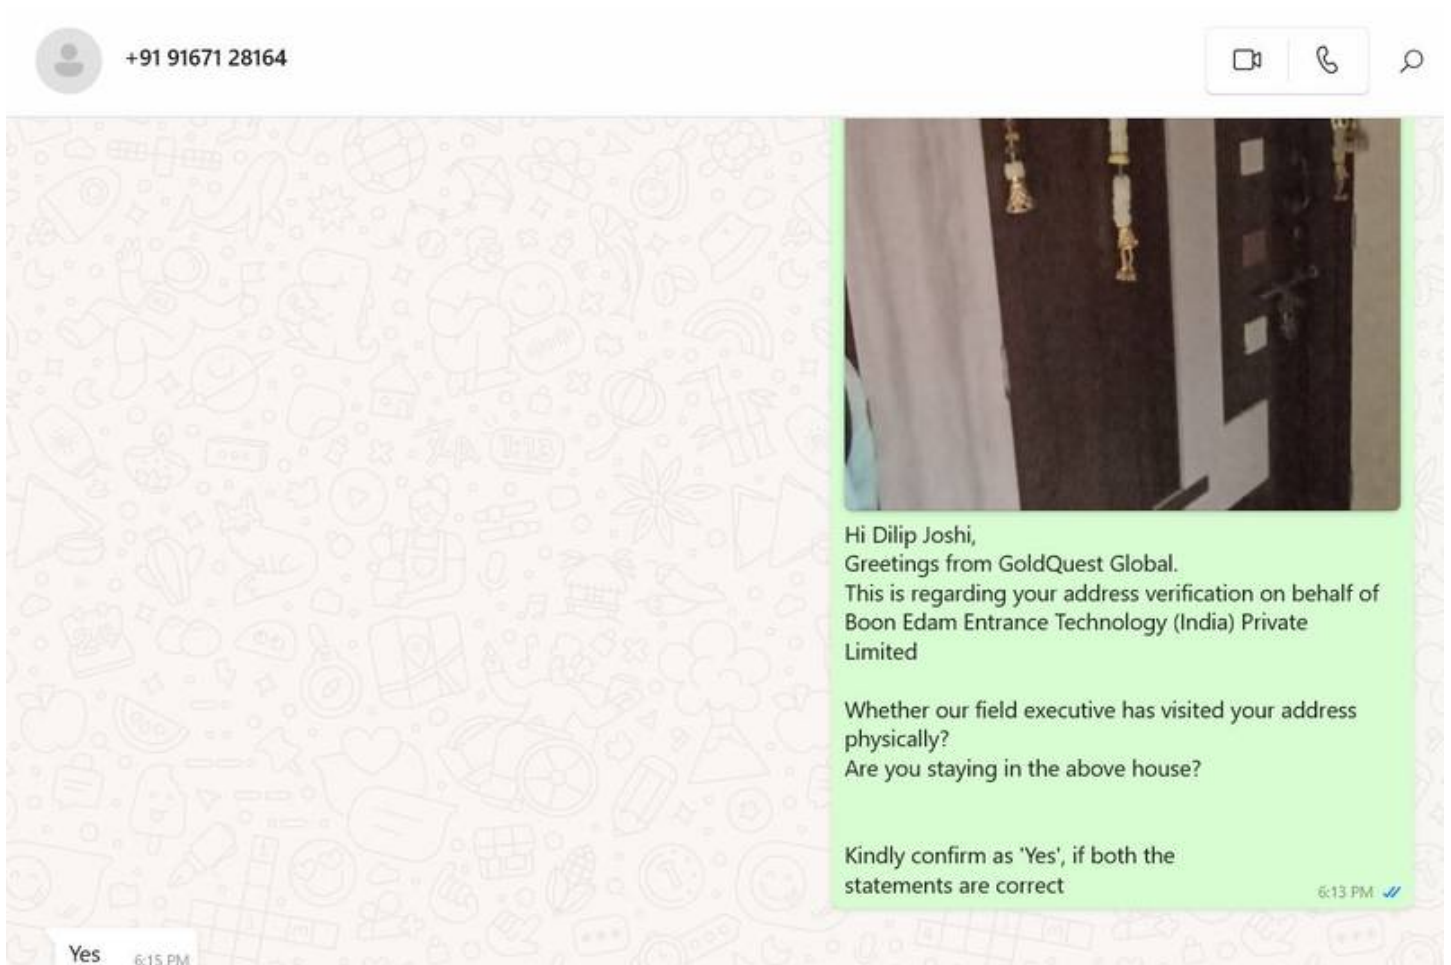 +91 91671 28164
Hi Dilip Joshi,
Greetings from GoldQuest Global.
This is regarding your address verification on behalf of
Boon Edam Entrance Technology (India) Private
Limited
Whether our field executive has visited your address
physically?
Are you staying in the above house?
Kindly confirm as 'Yes', if both the
statements are correct
6:13 PM
Yes
6:15 PM